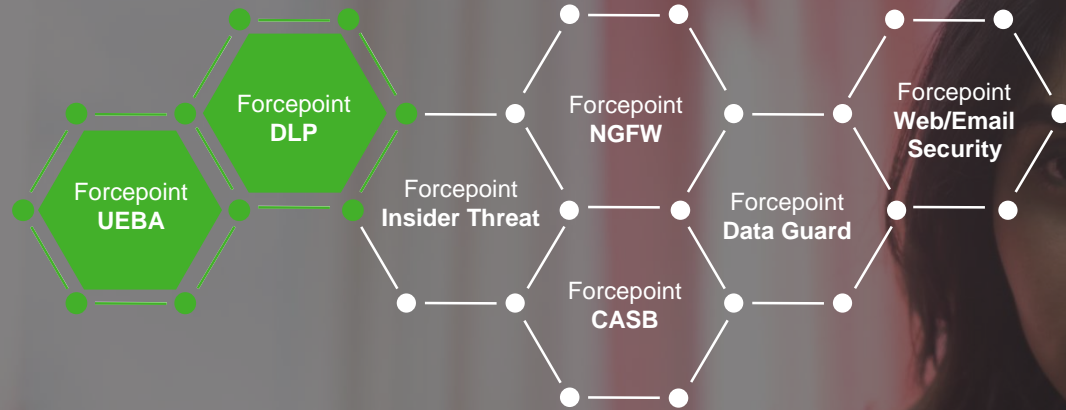 Forcepoint
UEBA
Forcepoint
DLP
Forcepoint
Insider Threat
Forcepoint
NGFW
Forcepoint
CASB
Forcepoint
Data Guard
Forcepoint
Web/Email
Security